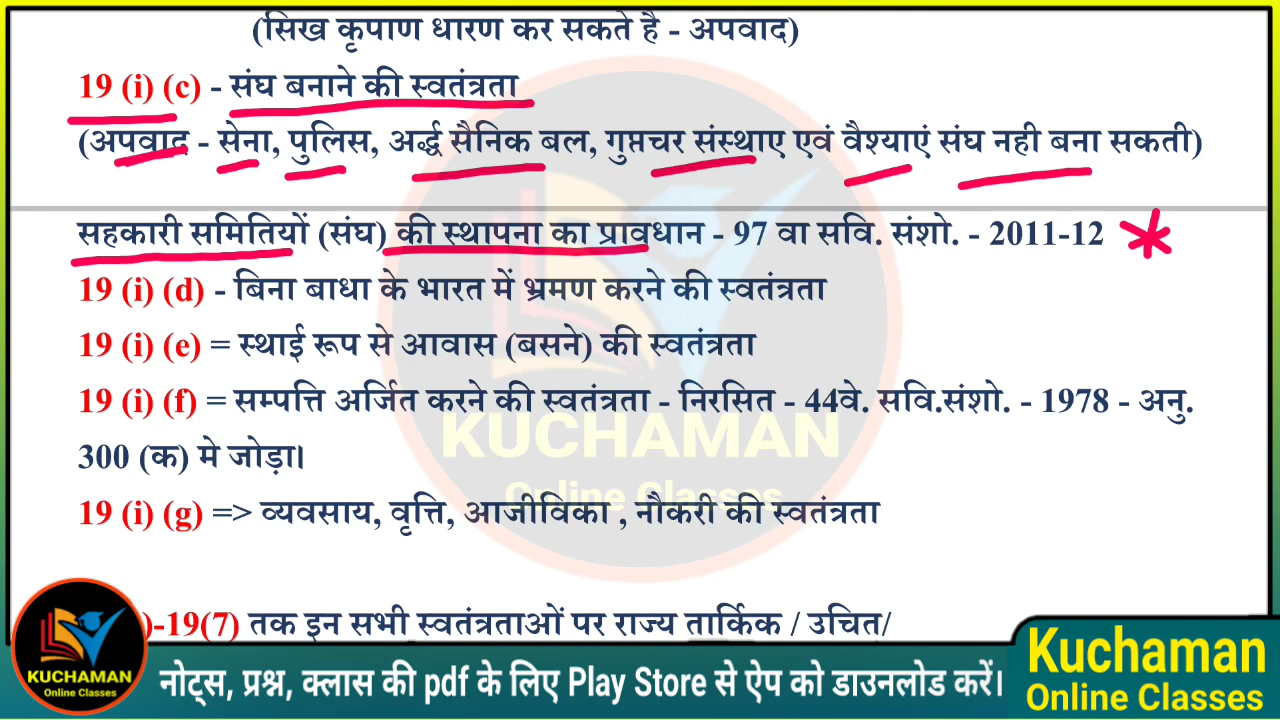 (सिख कृपाण धारण कर सकते है - अपवाद)
19 (i) (c) - संघ बनाने की स्वतंत्रता
(अपवाद - सेना, पुलिस, अर्द्ध सैनिक बल, गुप्तचर संस्थाए एवं वैश्याएं संघ नही बना सकती)
सहकारी समितियों (संघ) की स्थापना का प्रावधान - 97 वा सवि. संशो. - 2011-12
19 (i) (d) - बिना बाधा के भारत में भ्रमण करने की स्वतंत्रता
19 (i) (e) = स्थाई रूप से आवास (बसने) की स्वतंत्रता
19 (i) (f) = सम्पत्ति अर्जित करने की स्वतंत्रता - निरसित - 44वे. सवि.संशो. - 1978 - अनु.
300 (क) मे जोड़ा।
KUCHAMAN
Online Classes
19 (i) (g) => व्यवसाय, वृत्ति, आजीविका , नौकरी की स्वतंत्रता
)-19(7) तक इन सभी स्वतंत्रताओं पर राज्य तार्किक / उचित/
KUCHAMAN
Online Classes
नोट्स, प्रश्न, क्लास की pdf के लिए Play Store से ऐप को डाउनलोड करें।
Kuchaman
Online Classes